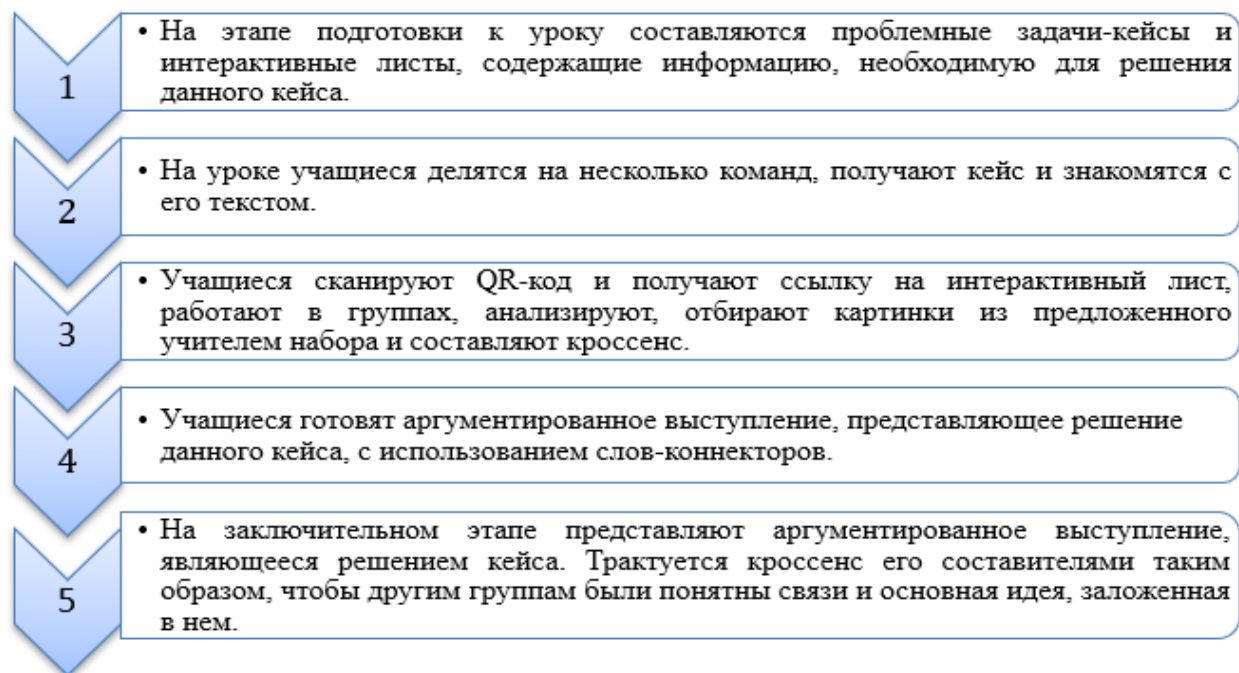 1
• На этапе подготовки к уроку составляются проблемные задачи-кейсы и
интерактивные листы, содержащие информацию, необходимую для решения
данного кейса.
2
• На уроке учащиеся делятся на несколько команд, получают кейс и знакомятся с
его текстом.
3
• Учащиеся сканируют QR-код и получают ссылку на интерактивный лист,
работают в группах, анализируют, отбирают картинки из предложенного
учителем набора и составляют кроссенс.
4
• Учащиеся готовят аргументированное выступление, представляющее решение
данного кейса, с использованием слов-коннекторов.
5
• На заключительном этапе представляют аргументированное выступление,
являющееся решением кейса. Трактуется кроссенс его составителями таким
образом, чтобы другим группам были понятны связи и основная идея, заложенная
в нем.